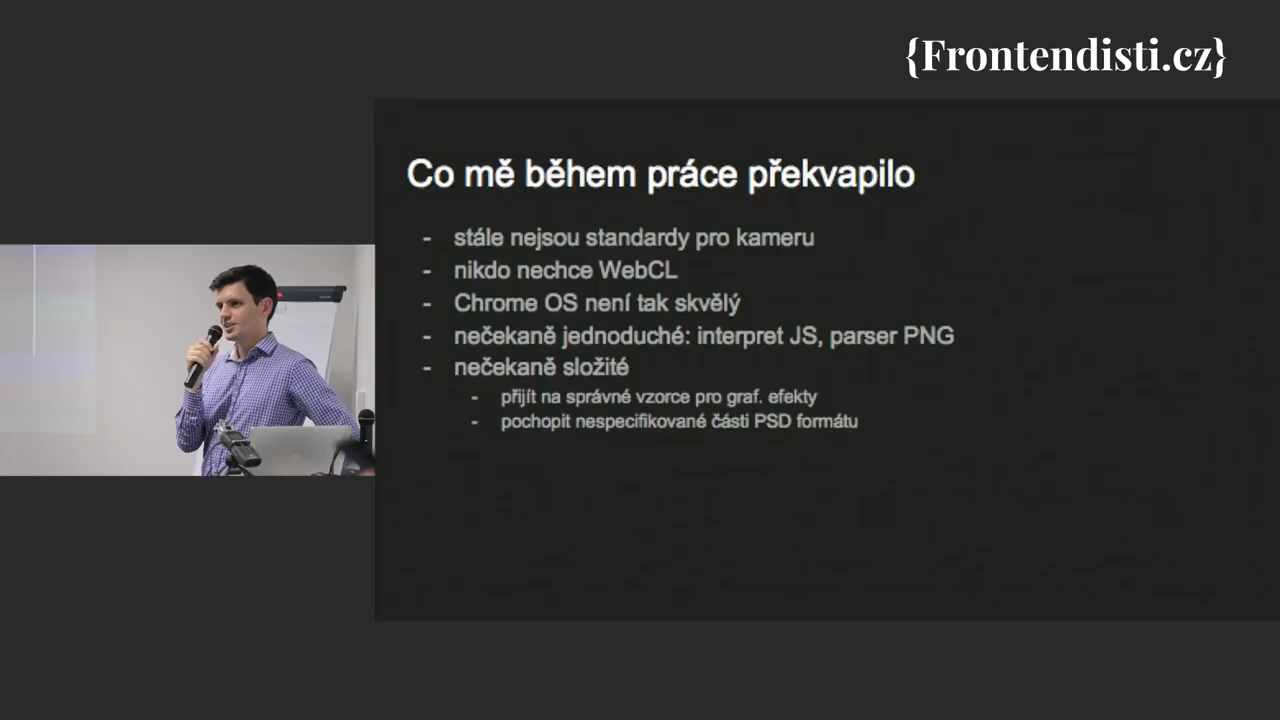 {Frontendisti.cz}
Co mě během práce překvapilo
- stále nejsou standardy pro kameru
- nikdo nechce WebCL
- Chrome OS není tak skvělý
- nečekaně jednoduché: interpret JS, parser PNG
- nečekaně složité
- přijít na správné vzorce pro graf. efekty
- pochopit nespecifikované části PSD formátu